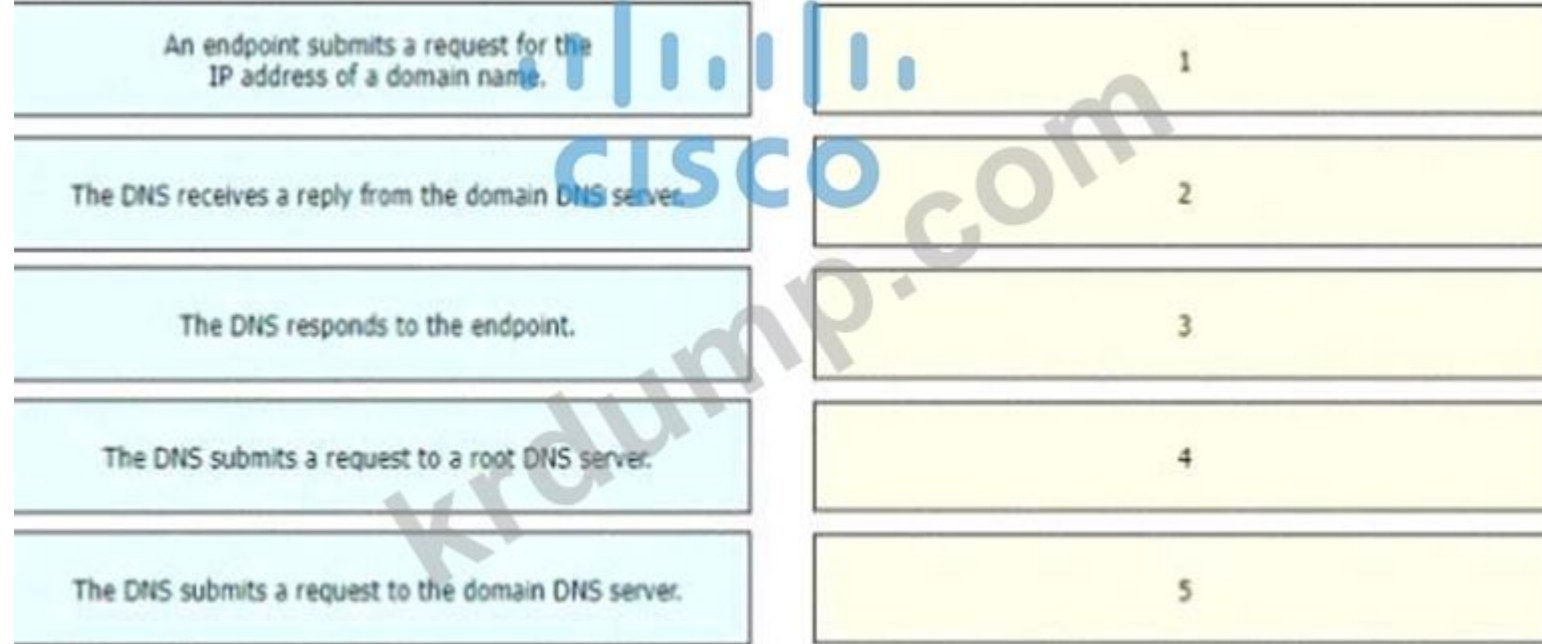 An endpoint submits a request for the
IP address of a domain name.
1
The DNS receives a reply from the domain DNS server.
2
The DNS responds to the endpoint.
3
The DNS submits a request to a root DNS server.
4
The DNS submits a request to the domain DNS server.
5
CISCO
krdump.com